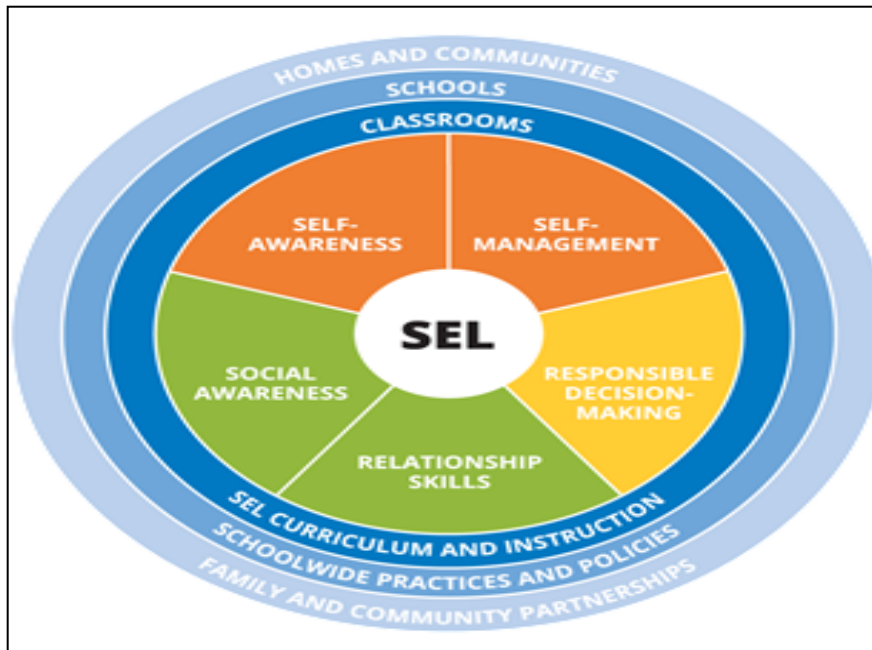 HOMES AND COMMUNITIES
SCHOOLS
CLASSROOMS
SELF-
AWARENESS
SELF-
MANAGEMENT
SEL
SOCIAL
AWARENESS
RESPONSIBLE
DECISION-
MAKING
RELATIONSHIP
SKILLS
SEL CURRICULUM AND INSTRUCTION
SCHOOLWIDE PRACTICES AND POLICIES
FAMILY AND COMMUNITY PARTNERSHIPS